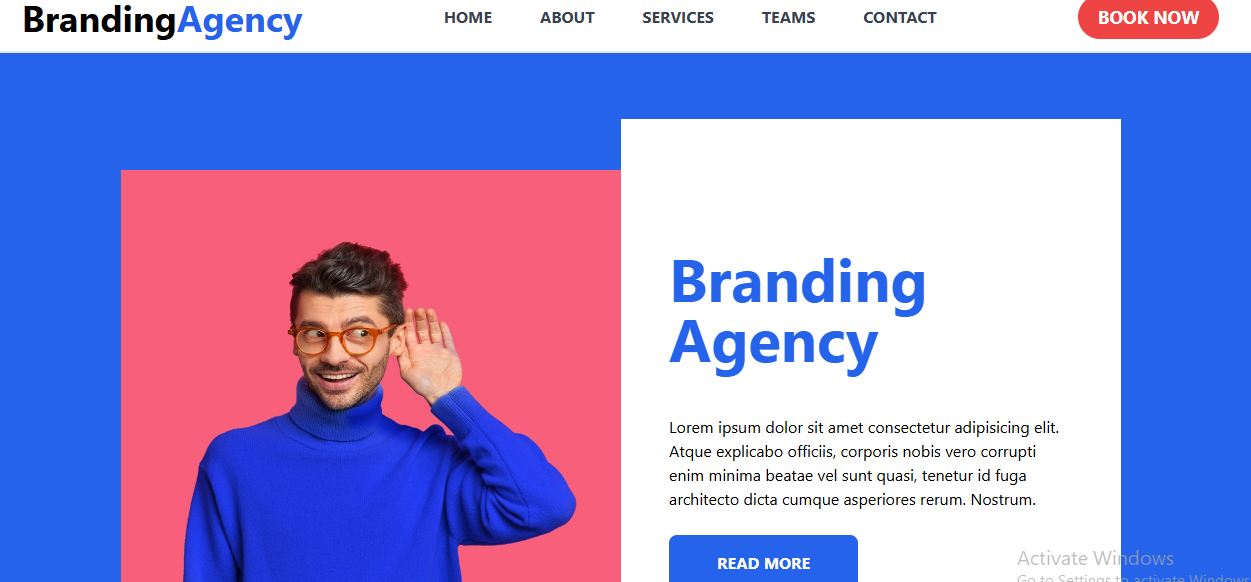 BrandingAgency
HOME ABOUT SERVICES TEAMS CONTACT
BOOK NOW
Branding
Agency
Lorem ipsum dolor sit amet consectetur adipisicing elit.
Atque explicabo officiis, corporis nobis vero corrupti
enim minima beatae vel sunt quasi, tenetur id fuga
architecto dicta cumque asperiores rerum. Nostrum.
READ MORE
Activate Windows
Go to Settings to activate Windows